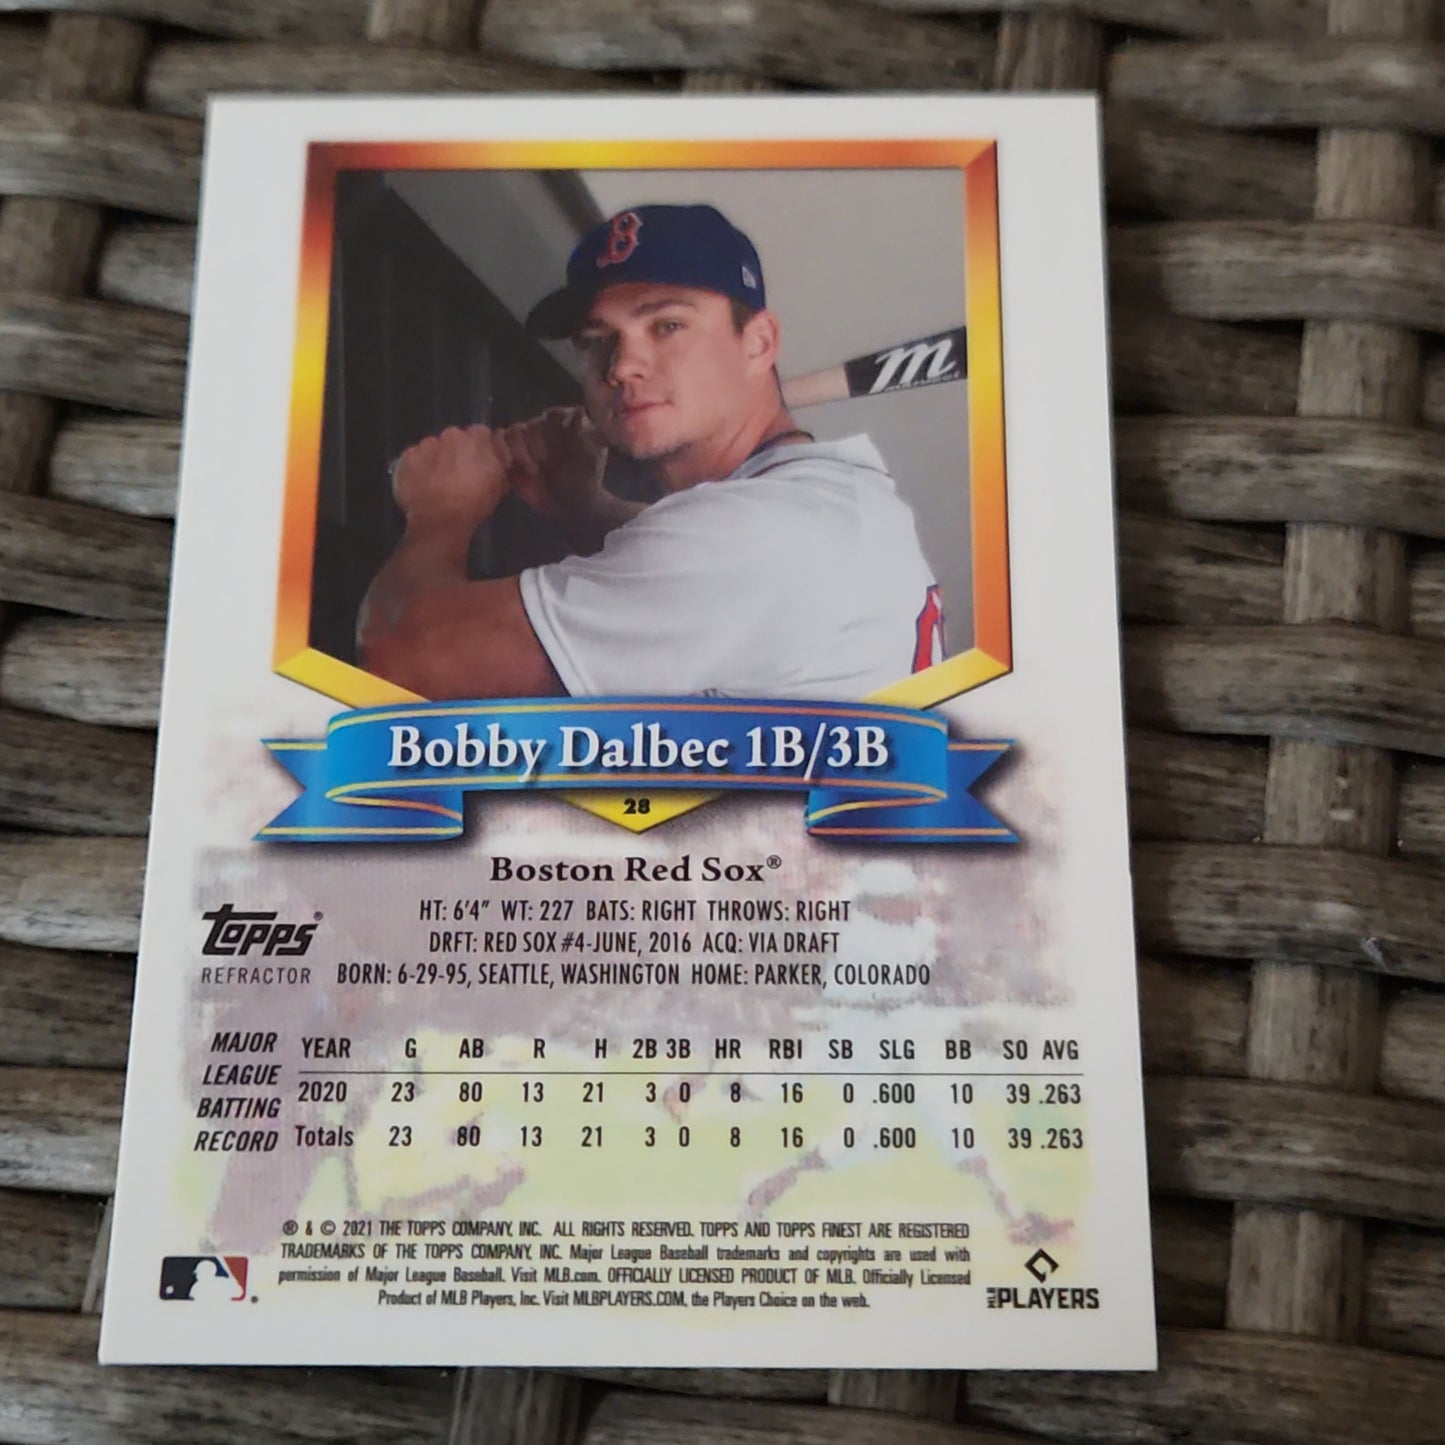 B
m
Bobby Dalbec 1B/3B
28
Boston Red Sox®
HT: 6'4" WT: 227 BATS: RIGHT THROWS: RIGHT
DRFT: RED SOX #4-JUNE, 2016 ACQ: VIA DRAFT
BORN: 6-29-95, SEATTLE, WASHINGTON HOME: PARKER, COLORADO
Topps®
REFRACTOR
MAJOR LEAGUE BATTING RECORD
YEAR G AB R H 2B 3B HR RBI SB SLG BB SO AVG
2020 23 80 13 21 3 0 8 16 0 .600 10 39 .263
Totals 23 80 13 21 3 0 8 16 0 .600 10 39 .263
® & © 2021 THE TOPPS COMPANY, INC. ALL RIGHTS RESERVED. TOPPS AND TOPPS FINEST ARE REGISTERED
TRADEMARKS OF THE TOPPS COMPANY, INC. Major League Baseball trademarks and copyrights are used with
permission of Major League Baseball. Visit MLB.com. OFFICIALLY LICENSED PRODUCT OF MLB. Officially Licensed
Product of MLB Players, Inc. Visit MLBPLAYERS.COM, the Players Choice on the web.
MLB PLAYERS